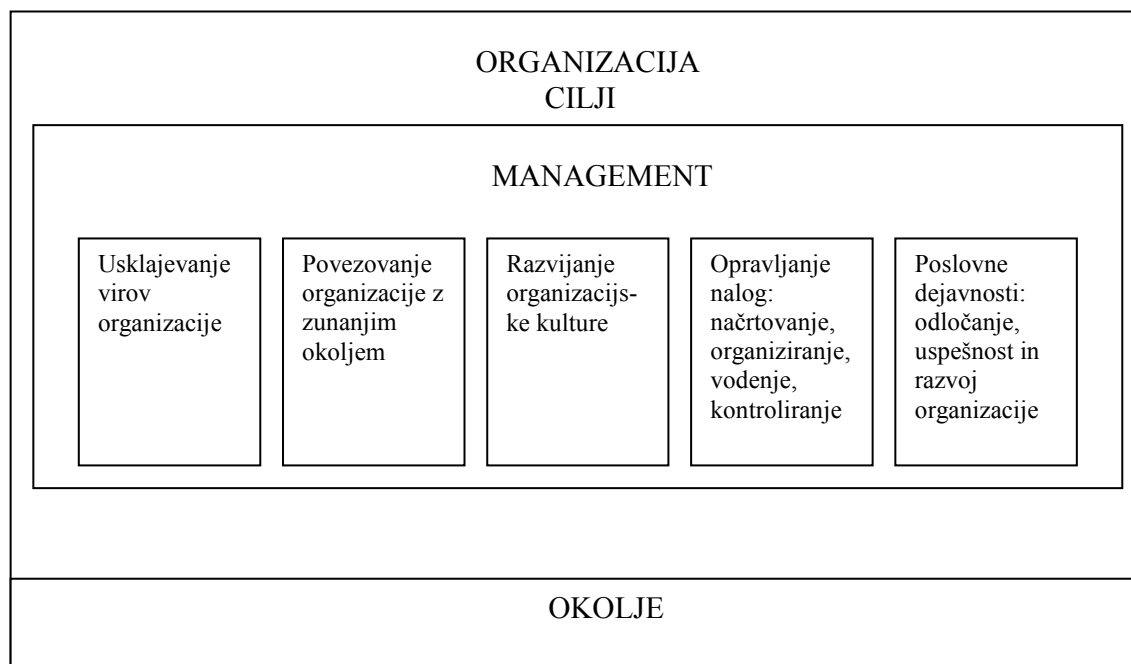 ORGANIZACIJA
CILJI
MANAGEMENT
Usklajevanje
virov
organizacije
Povezovanje
organizacije z
zunanjim
okoljem
Razvijanje
organizacijs-
ke kulture
Opravljanje
nalog:
načrtovanje,
organiziranje,
vodenje,
kontroliranje
Poslovne
dejavnosti:
odločanje,
uspešnost in
razvoj
organizacije
OKOLJE